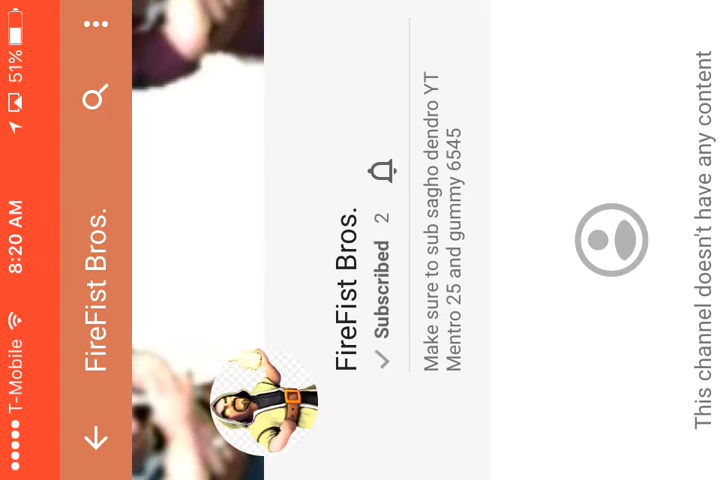 T-Mobile 8:20 AM 51%
FireFist Bros.
FireFist Bros.
Subscribed 2
Make sure to sub sagho dendro YT
Mentro 25 and gummy 6545
This channel doesn't have any content